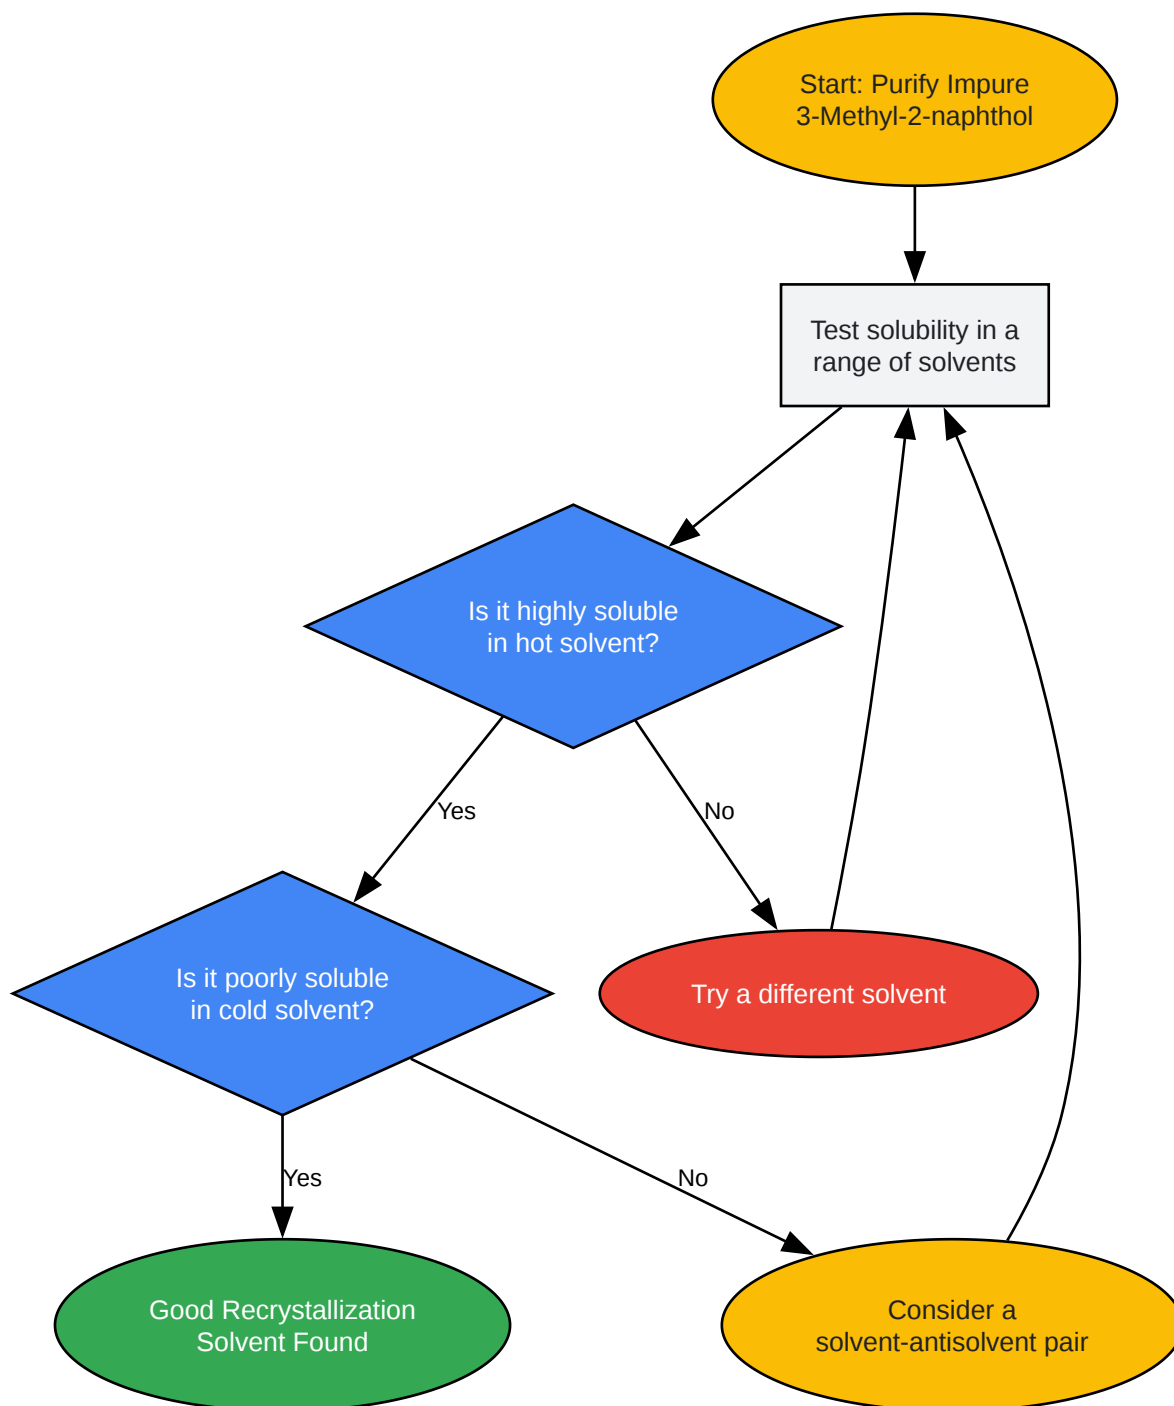 Start: Purify Impure
3-Methyl-2-naphthol
Test solubility in a
range of solvents
Is it highly soluble
in hot solvent?
Yes
No
Is it poorly soluble
in cold solvent?
Try a different solvent
Yes
No
Good Recrystallization
Solvent Found
Consider a
solvent-antisolvent pair